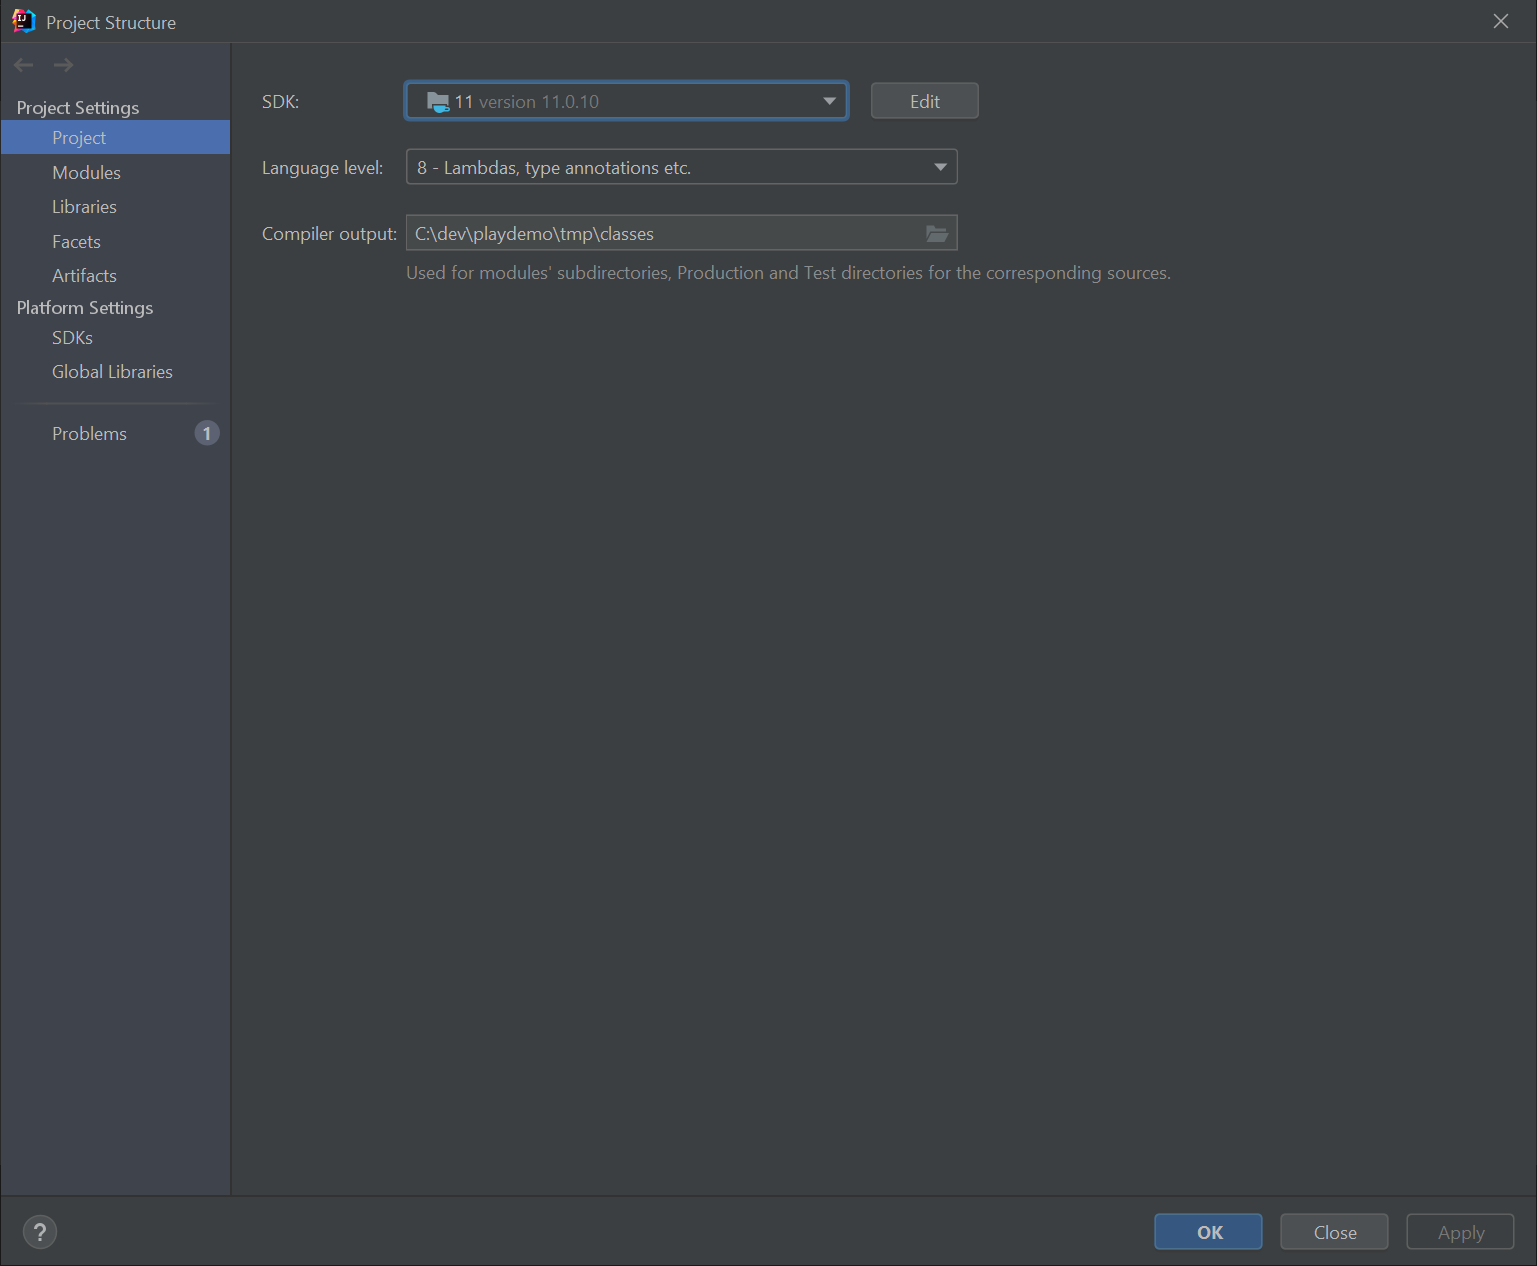 Project Structure
Project Settings
Project
Modules
Libraries
Facets
Artifacts
Platform Settings
SDKs
Global Libraries
Problems 1
SDK: 11 version 11.0.10 Edit
Language level: 8 - Lambdas, type annotations etc.
Compiler output: C:\dev\playdemo\tmp\classes
Used for modules' subdirectories, Production and Test directories for the corresponding sources.
? OK Close Apply